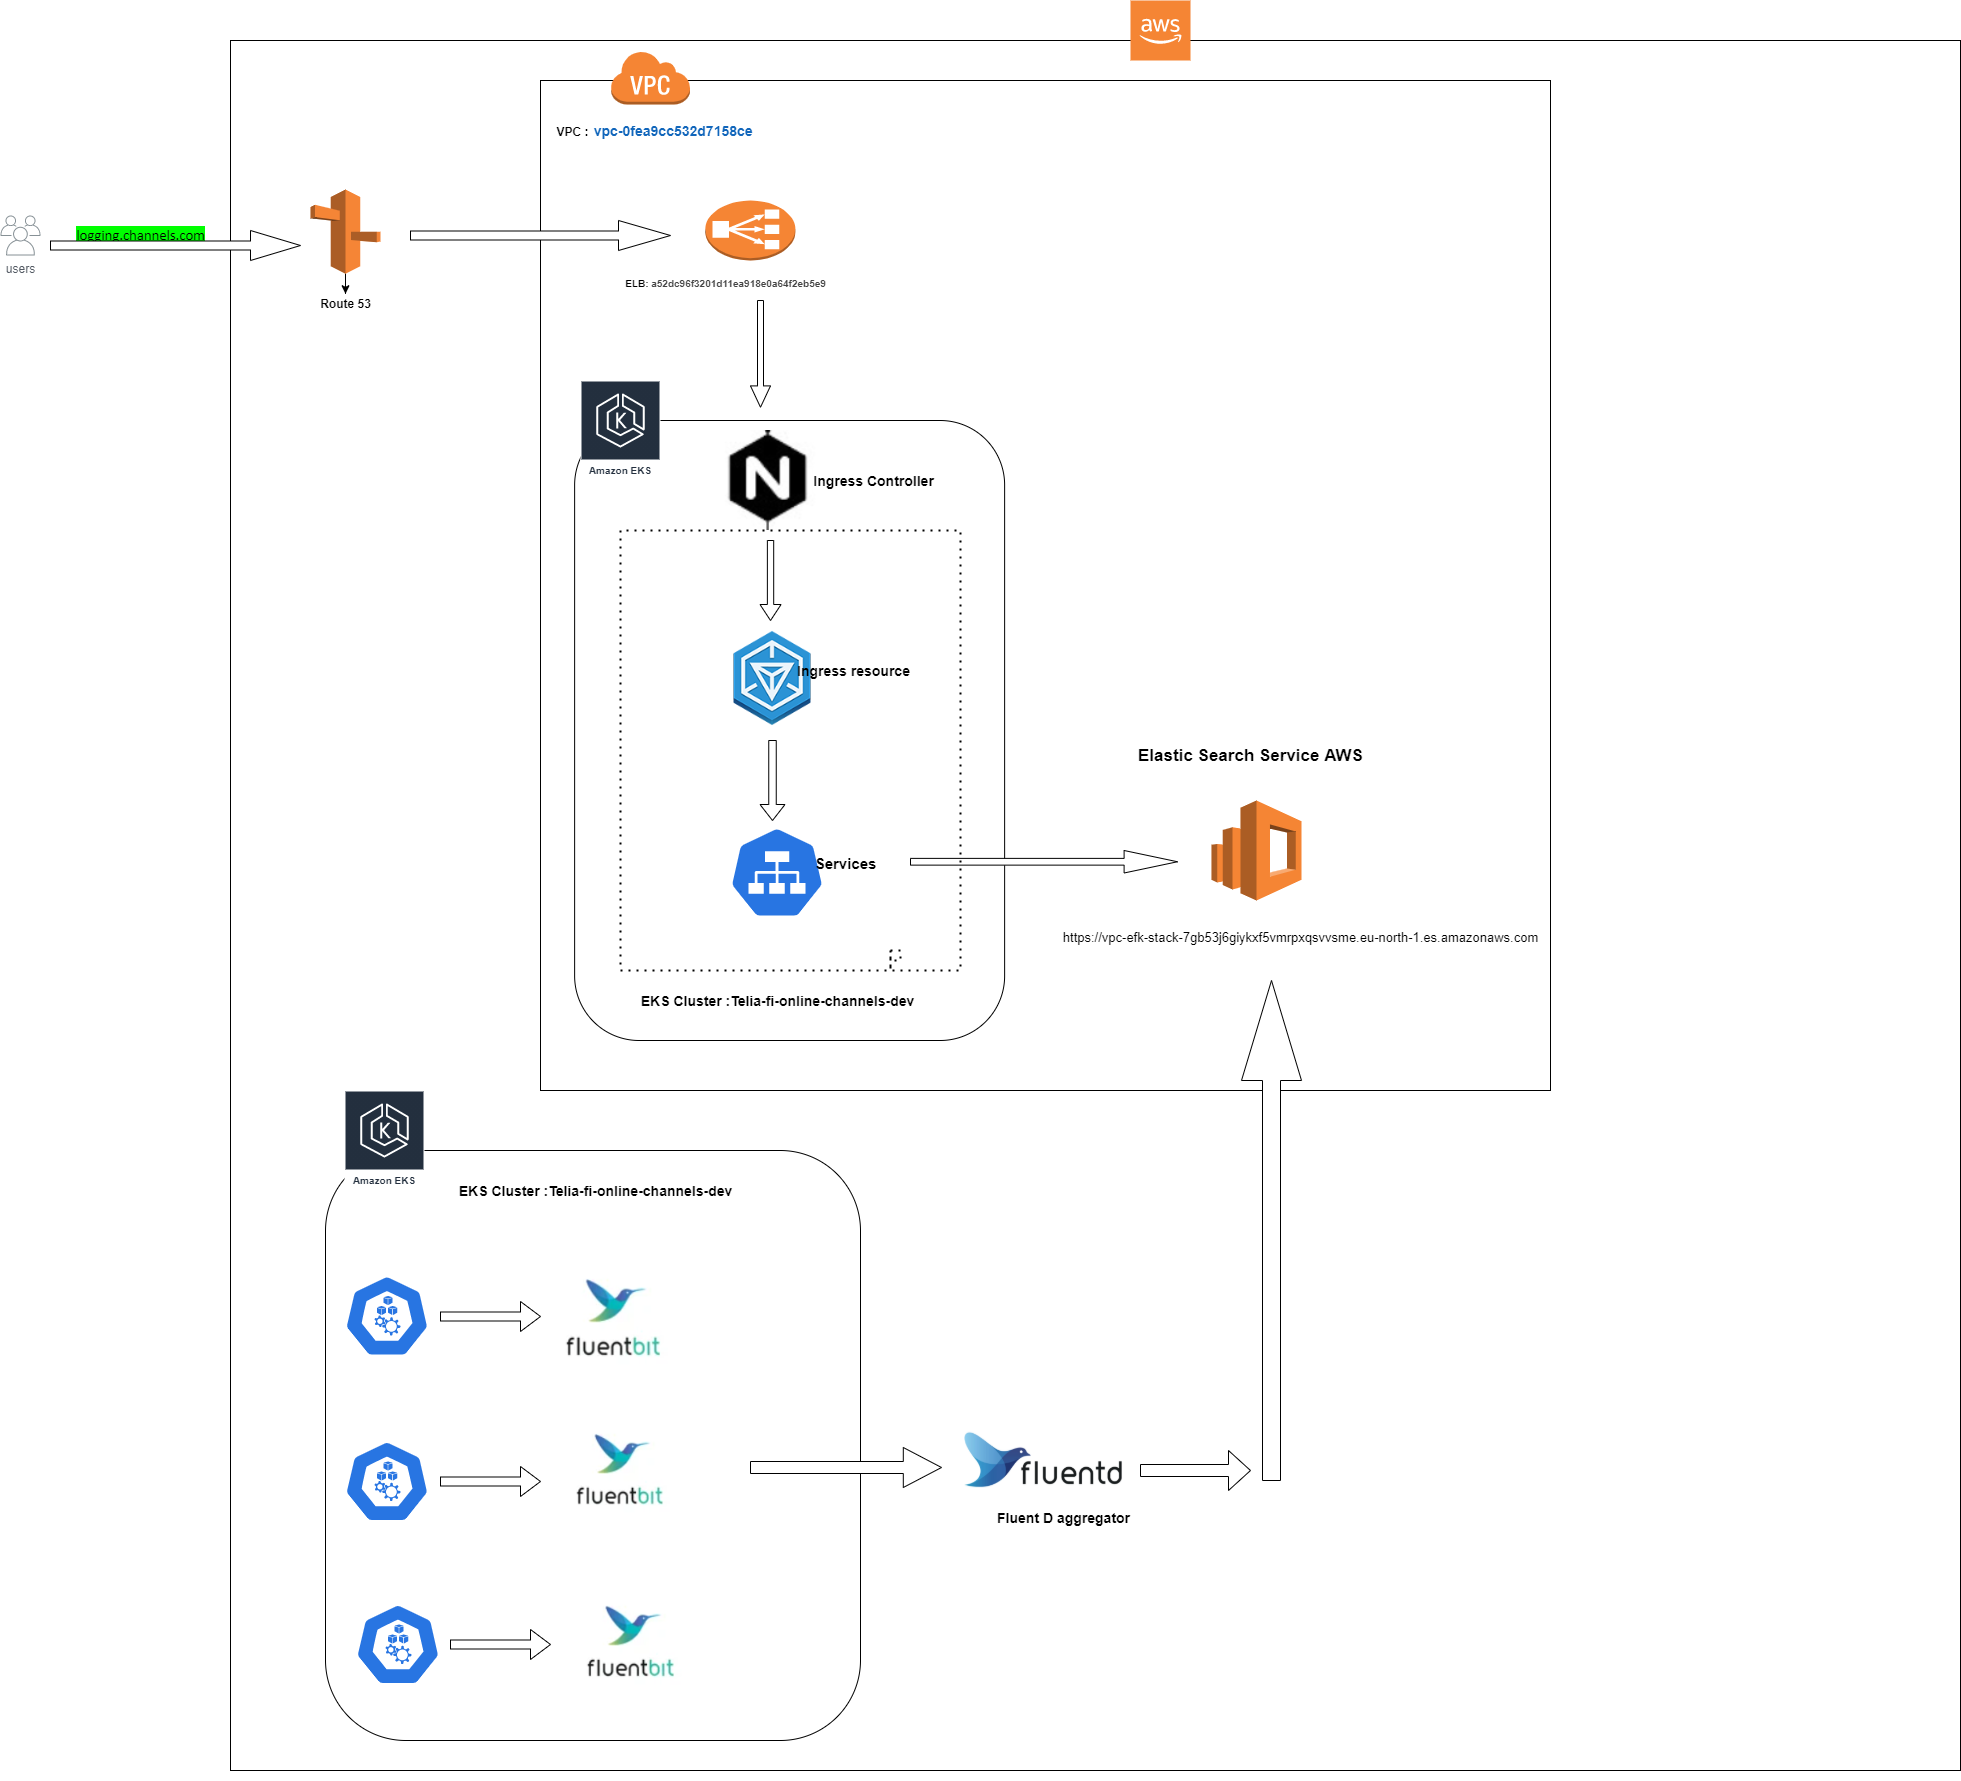 aws
VPC
VPC : vpc-0fea9cc532d7158ce
logging.channels.com
users
Route 53
ELB: a52dc96f3201d11ea918e0a64f2eb5e9
K
Amazon EKS
N
Ingress Controller
Ingress resource
Elastic Search Service AWS
Services
https://vpc-efk-stack-7gb53j6giykxf5vmrpxqsvvsme.eu-north-1.es.amazonaws.com
EKS Cluster :Telia-fi-online-channels-dev
K
Amazon EKS
EKS Cluster :Telia-fi-online-channels-dev
fluentbit
fluentbit
fluentd
Fluent D aggregator
fluentbit